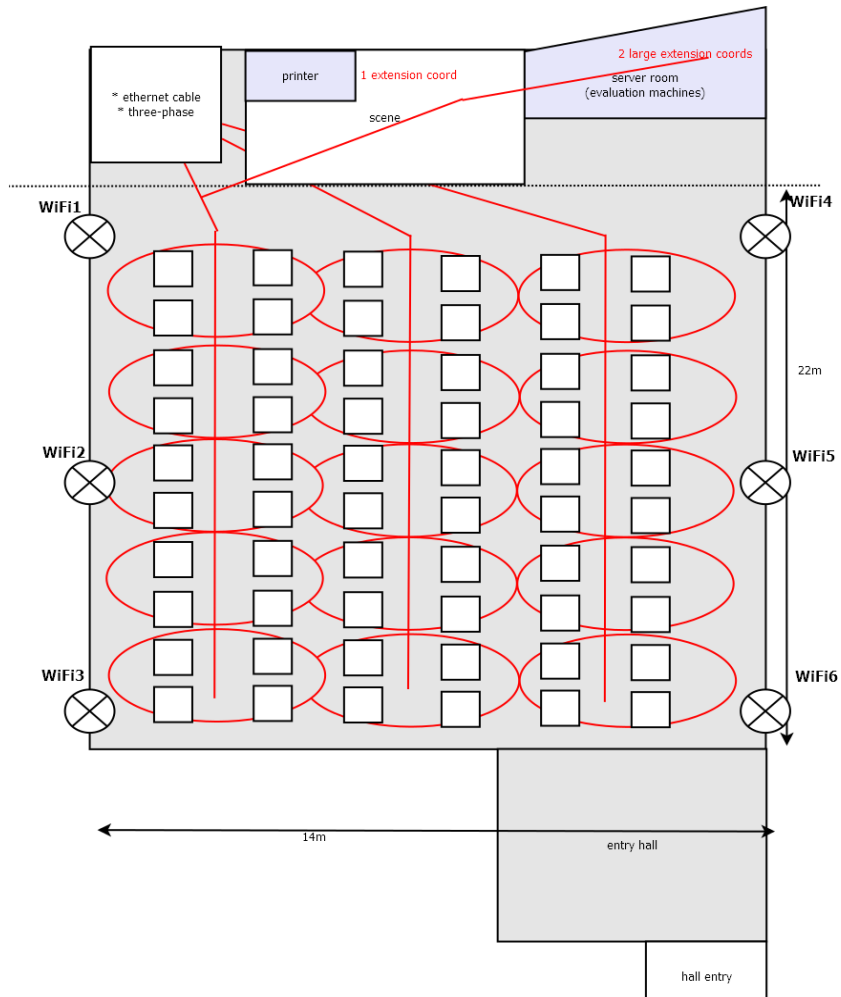 2 large extension coords
printer
1 extension coord
server room
(evaluation machines)
* ethernet cable
* three-phase
scene
WiFi1
WiFi4
22m
WiFi2
WiFi5
WiFi3
WiFi6
14m
entry hall
hall entry